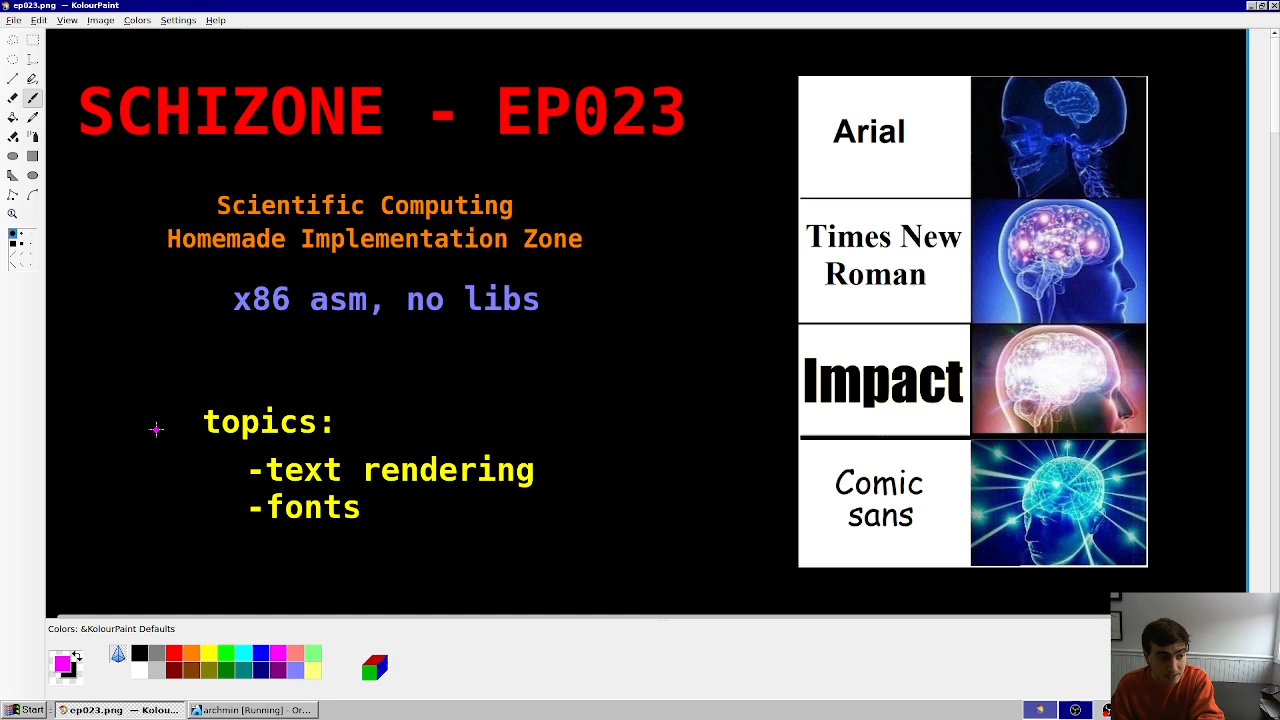 ep023.png — KolourPaint
File Edit View Image Colors Settings Help
SCHIZONE - EP023
Scientific Computing
Homemade Implementation Zone
x86 asm, no libs
topics:
-text rendering
-fonts
Arial
Times New
Roman
Impact
Comic
sans
Colors: &KolourPaint Defaults
Start
ep023.png — Kolou...
archmin [Running] - Or...